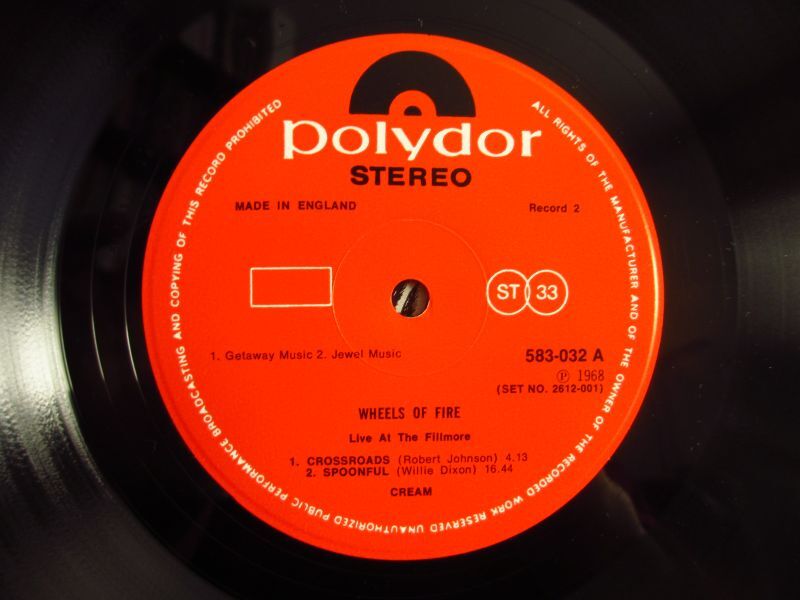 polydor
STEREO
MADE IN ENGLAND
Record 2
ST 33
1. Getaway Music 2. Jewel Music
583-032 A
℗ 1968
(SET NO. 2612-001)
WHEELS OF FIRE
Live At The Fillmore
1. CROSSROADS (Robert Johnson) 4.13
2. SPOONFUL (Willie Dixon) 16.44
CREAM
ALL RIGHTS OF THE MANUFACTURER AND OF THE OWNER OF THE RECORDED WORK RESERVED UNAUTHORIZED PUBLIC PERFORMANCE BROADCASTING AND COPYING OF THIS RECORD PROHIBITED